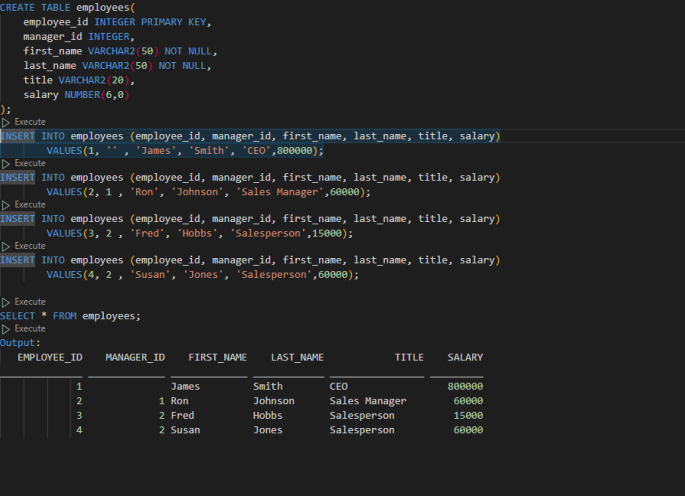 CREATE TABLE employees(
employee_id INTEGER PRIMARY KEY,
manager_id INTEGER,
first_name VARCHAR2(50) NOT NULL,
last_name VARCHAR2(50) NOT NULL,
title VARCHAR2(20),
salary NUMBER(6,0)
);
Execute
INSERT INTO employees (employee_id, manager_id, first_name, last_name, title, salary)
VALUES(1, '' , 'James', 'Smith', 'CEO',800000);
Execute
INSERT INTO employees (employee_id, manager_id, first_name, last_name, title, salary)
VALUES(2, 1 , 'Ron', 'Johnson', 'Sales Manager',60000);
Execute
INSERT INTO employees (employee_id, manager_id, first_name, last_name, title, salary)
VALUES(3, 2 , 'Fred', 'Hobbs', 'Salesperson',15000);
Execute
INSERT INTO employees (employee_id, manager_id, first_name, last_name, title, salary)
VALUES(4, 2 , 'Susan', 'Jones', 'Salesperson',60000);
Execute
SELECT * FROM employees;
Execute
Output:
EMPLOYEE_ID MANAGER_ID FIRST_NAME LAST_NAME TITLE SALARY
1 James Smith CEO 800000
2 1 Ron Johnson Sales Manager 60000
3 2 Fred Hobbs Salesperson 15000
4 2 Susan Jones Salesperson 60000